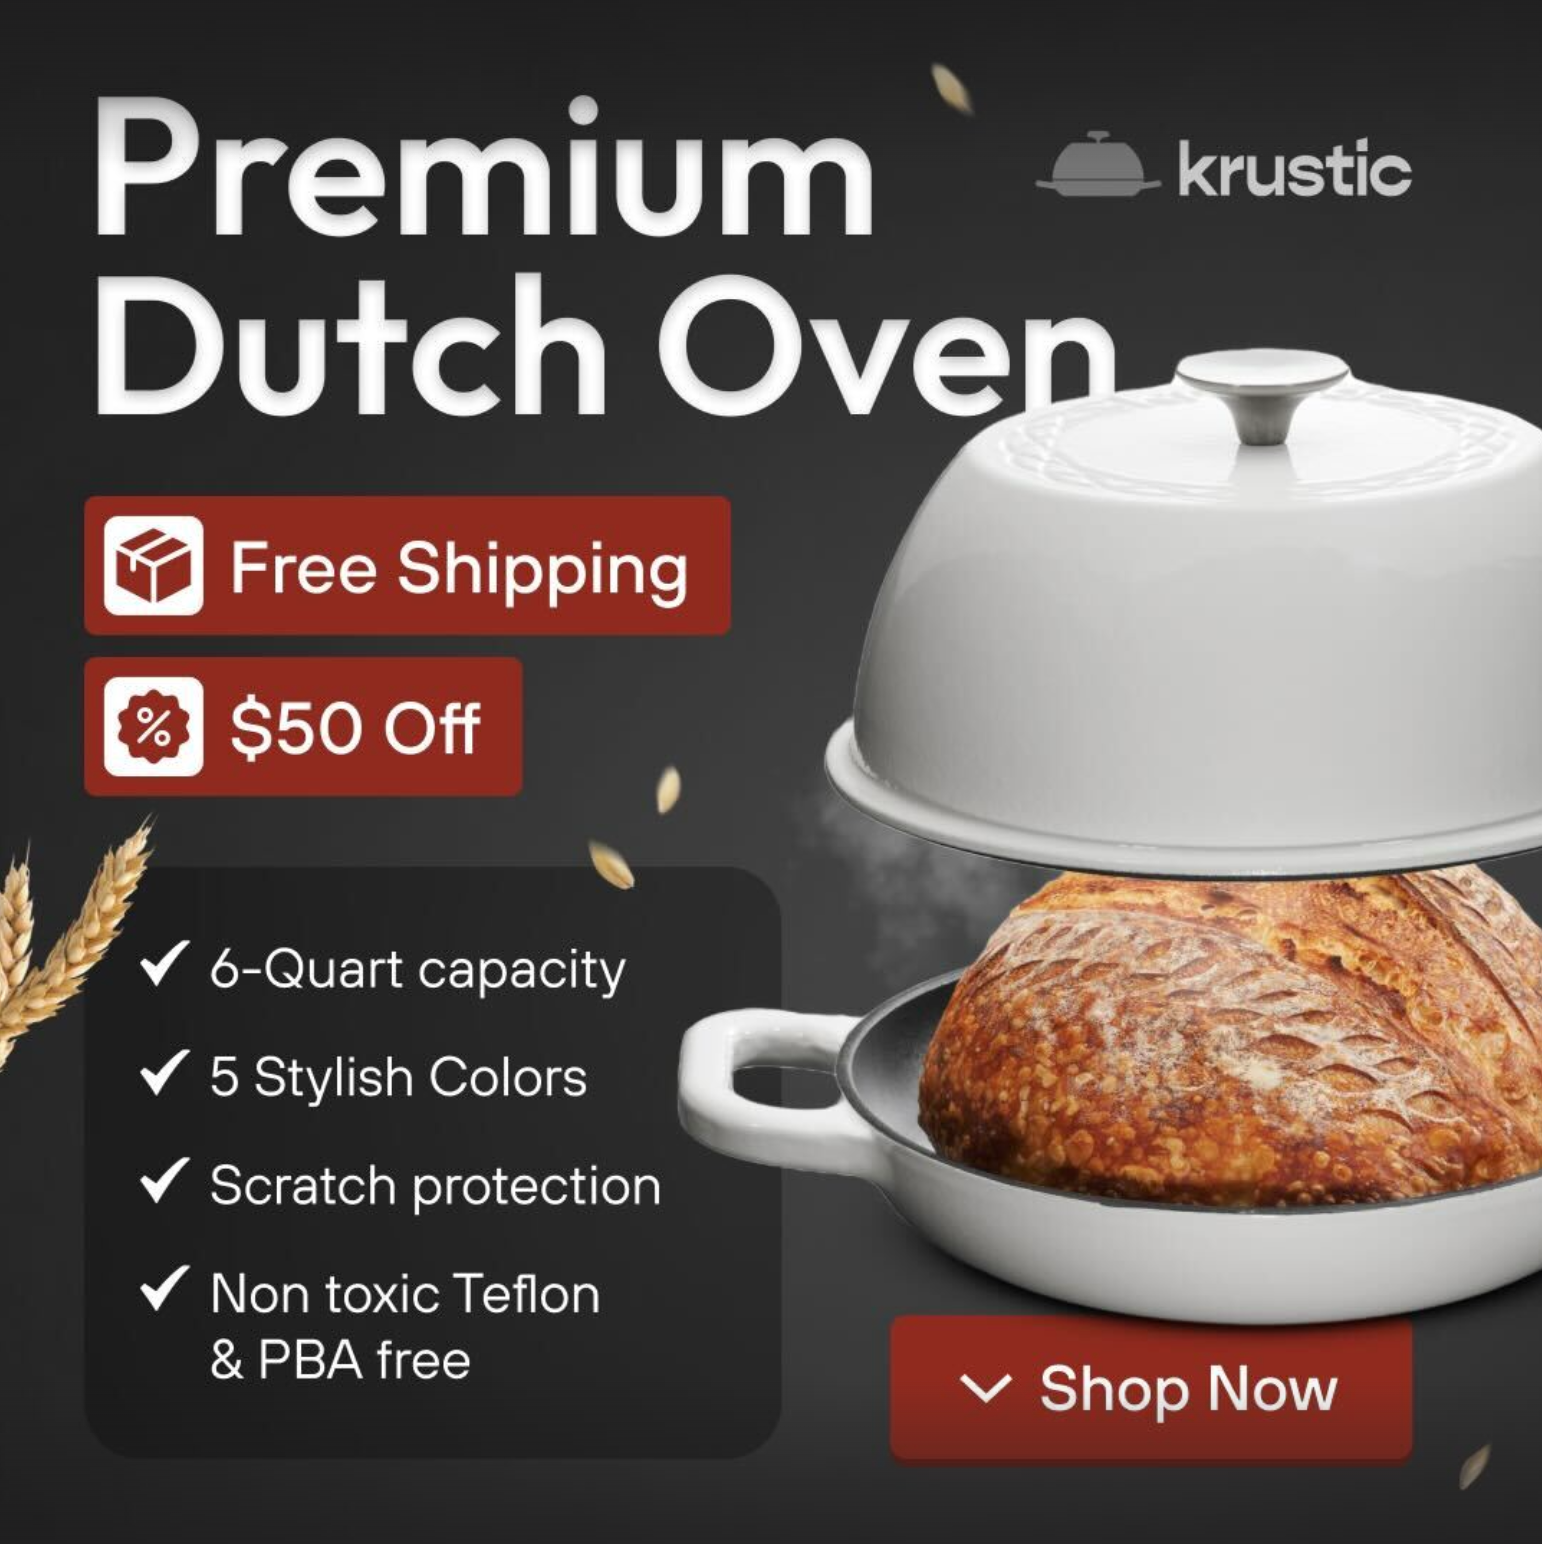 Premium
krustic
Dutch Oven
Free Shipping
$50 Off
6-Quart capacity
5 Stylish Colors
Scratch protection
Non toxic Teflon
& PBA free
Shop Now